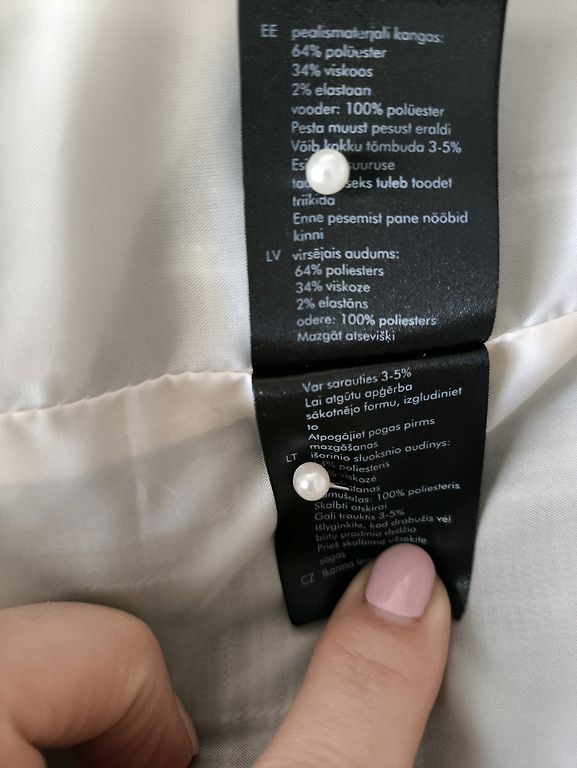 EE pealismaterjali kangas:
64% polüester
34% viskoos
2% elastaan
vooder: 100% polüester
Pesta muust pesust eraldi
Võib kokku tõmbuda 3-5%
suuruse
tuleb toodet
triikida
Enne pesemist pane nööbid
kinni
LV virsējais audums:
64% poliesters
34% viskoze
2% elastāns
odere: 100% poliesters
Mazgāt atsevišķi
Var sarauties 3-5%
Lai atgūtu apģērba
sākotnējo formu, izgludiniet
to
Atpogājiet pogas pirms
mazgāšanas
LT išorinio sluoksnio audinys:
poliesteris
viskozė
100% poliesteris
Skalbti atskirai
Gali trauktis 3-5%
Išlyginkite, kad drabužis vėl
būtų pradinio dydžio
Prieš skalbimą užsekite
sagas
CZ tkanina